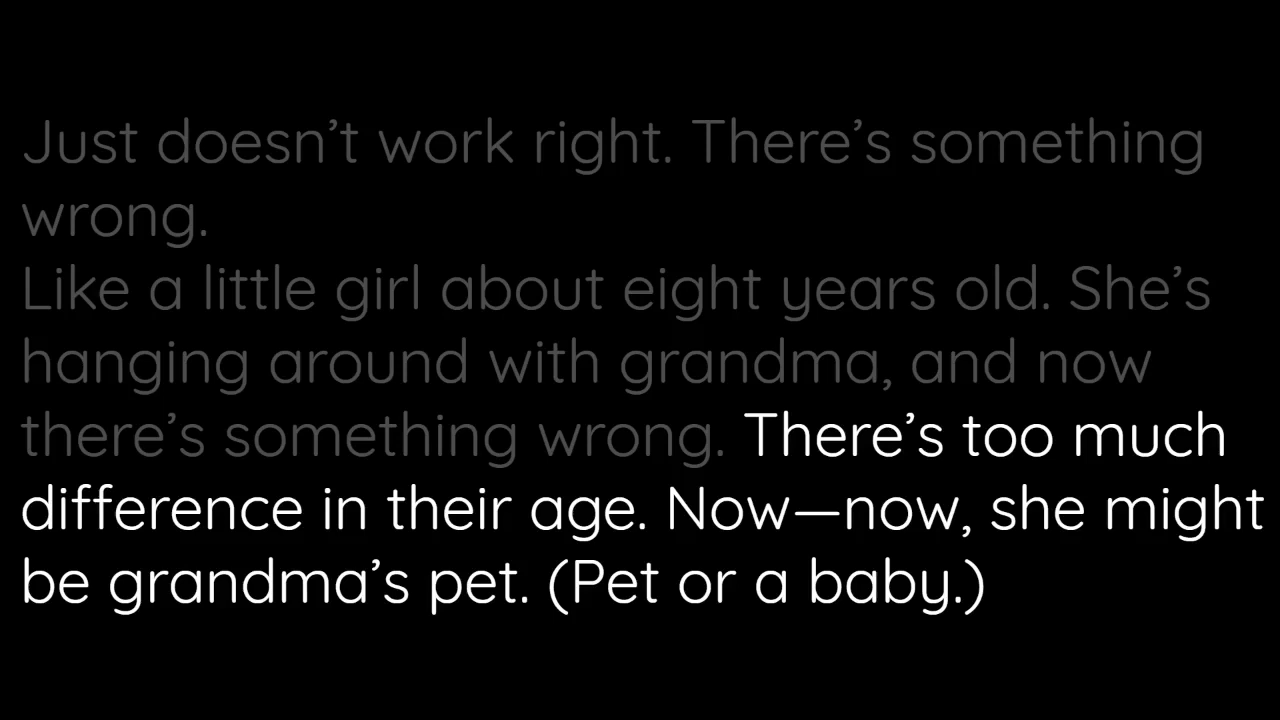 Just doesn’t work right. There’s something
wrong.
Like a little girl about eight years old. She’s
hanging around with grandma, and now
there’s something wrong. There’s too much
difference in their age. Now—now, she might
be grandma’s pet. (Pet or a baby.)